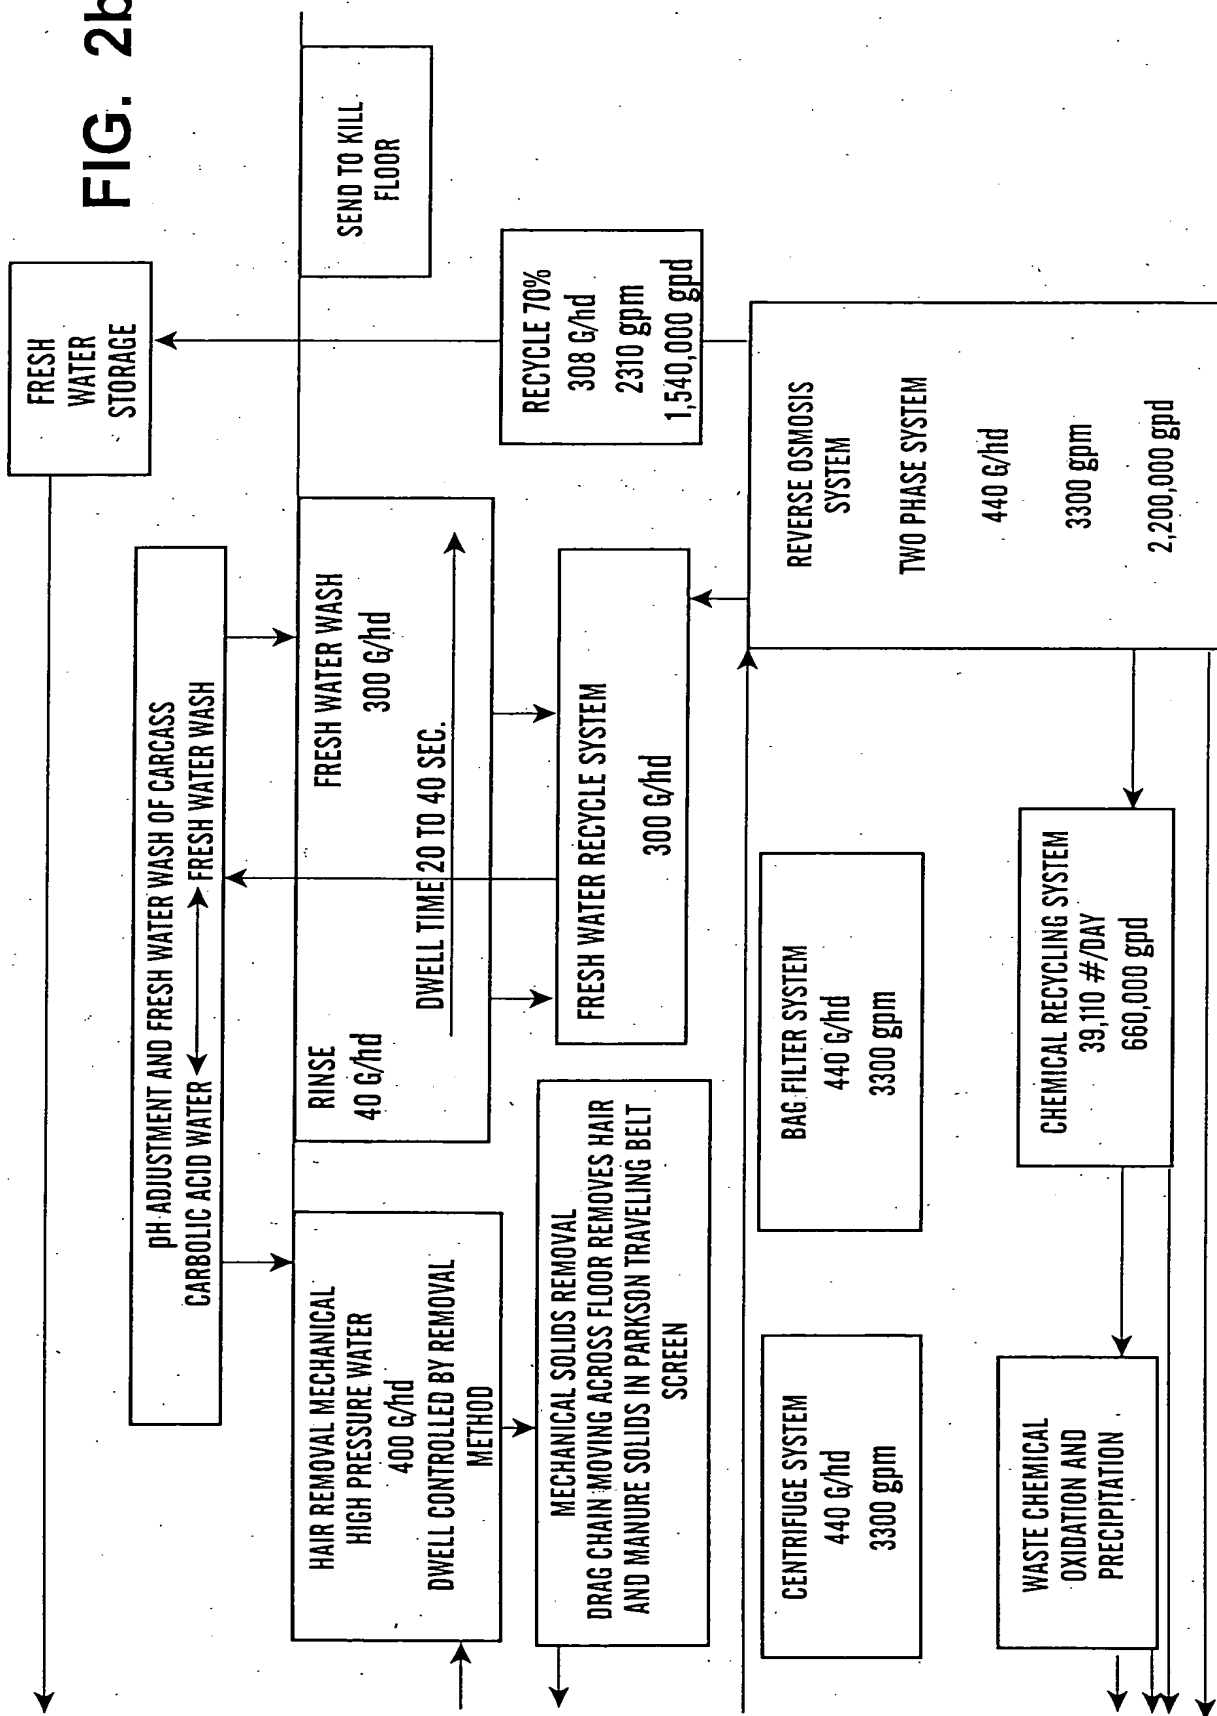 FIG. 2b
FRESH
WATER
STORAGE
pH ADJUSTMENT AND FRESH WATER WASH OF CARCASS
CARBOLIC ACID WATER FRESH WATER WASH
HAIR REMOVAL MECHANICAL
HIGH PRESSURE WATER
400 G/hd
DWELL CONTROLLED BY REMOVAL
METHOD
RINSE
40 G/hd
FRESH WATER WASH
300 G/hd
DWELL TIME 20 TO 40 SEC.
SEND TO KILL
FLOOR
MECHANICAL SOLIDS REMOVAL
DRAG CHAIN MOVING ACROSS FLOOR REMOVES HAIR
AND MANURE SOLIDS IN PARKSON TRAVELING BELT
SCREEN
FRESH WATER RECYCLE SYSTEM
300 G/hd
RECYCLE 70%
308 G/hd
2310 gpm
1,540,000 gpd
CENTRIFUGE SYSTEM
440 G/hd
3300 gpm
BAG FILTER SYSTEM
440 G/hd
3300 gpm
REVERSE OSMOSIS
SYSTEM
TWO PHASE SYSTEM
440 G/hd
3300 gpm
2,200,000 gpd
WASTE CHEMICAL
OXIDATION AND
PRECIPITATION
CHEMICAL RECYCLING SYSTEM
39,110 #/DAY
660,000 gpd